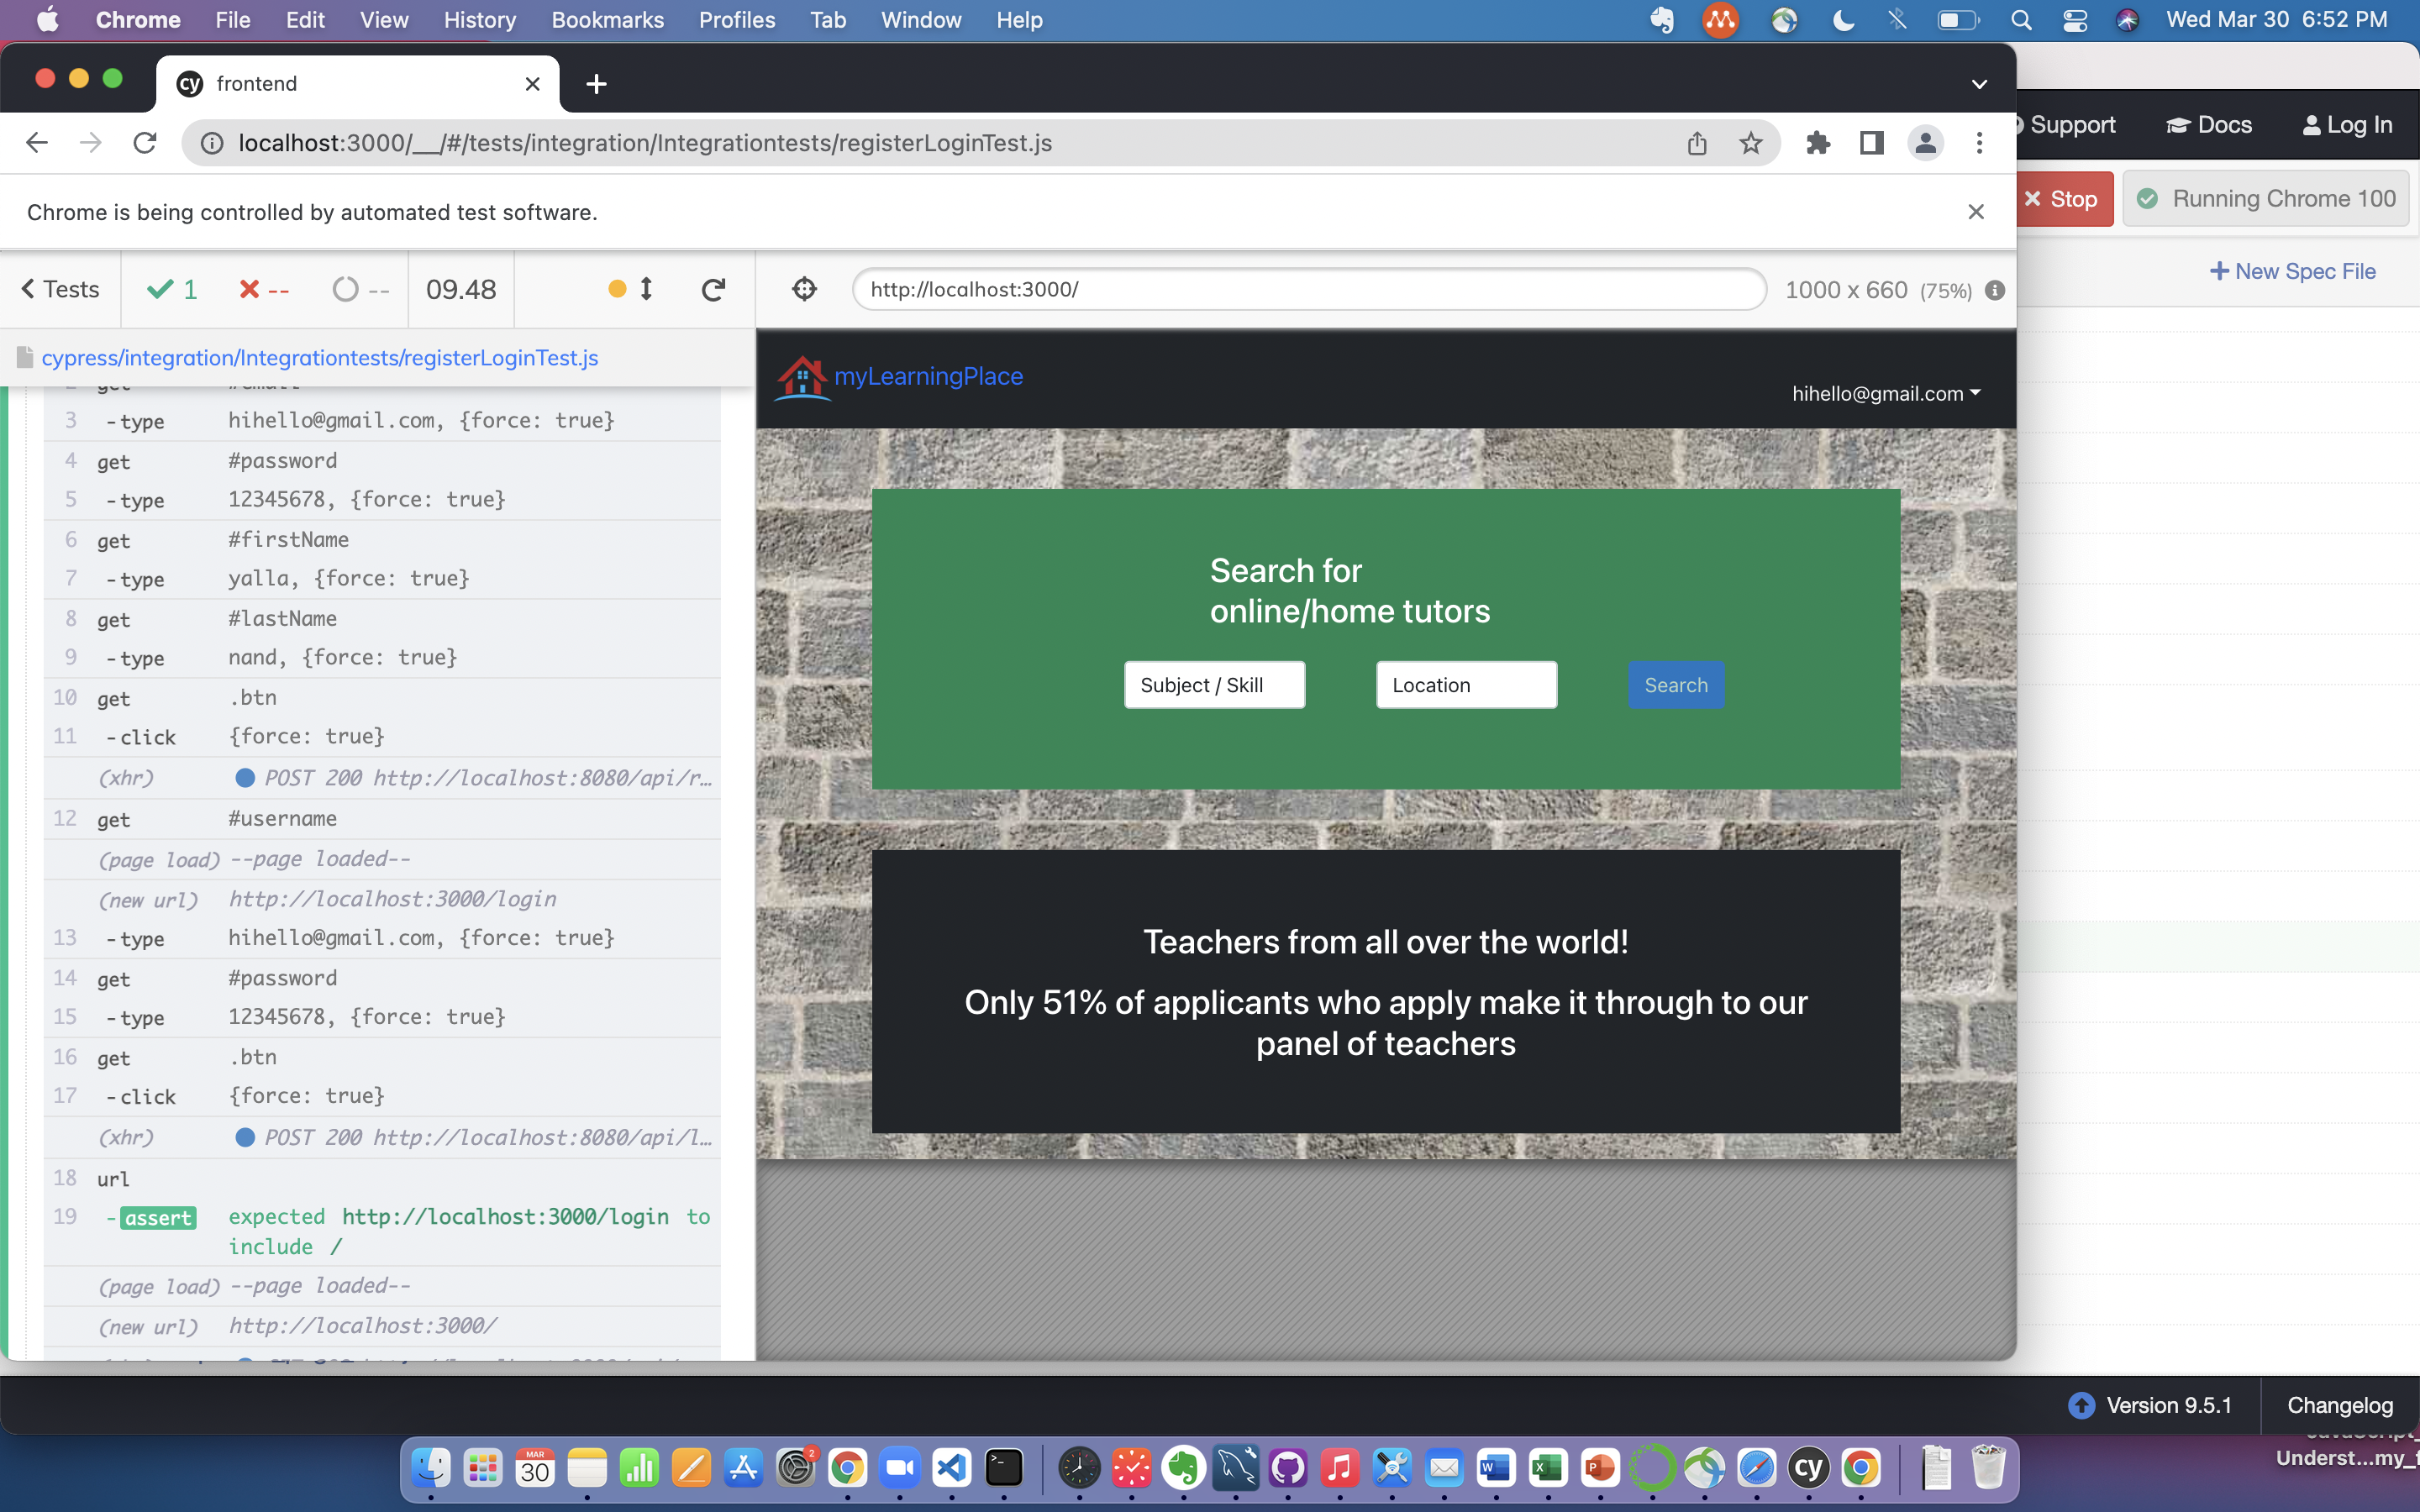 Chrome File Edit View History Bookmarks Profiles Tab Window Help Wed Mar 30 6:52 PM
cy frontend
localhost:3000/__/#/tests/integration/Integrationtests/registerLoginTest.js
Support Docs Log In
Chrome is being controlled by automated test software.
Stop Running Chrome 100
New Spec File
Tests 1 -- -- 09.48
http://localhost:3000/ 1000 x 660 (75%)
cypress/integration/Integrationtests/registerLoginTest.js
3 -type hihello@gmail.com, {force: true}
4 get #password
5 -type 12345678, {force: true}
6 get #firstName
7 -type yalla, {force: true}
8 get #lastName
9 -type nand, {force: true}
10 get .btn
11 -click {force: true}
(xhr) POST 200 http://localhost:8080/api/r...
12 get #username
(page load) --page loaded--
(new url) http://localhost:3000/login
13 -type hihello@gmail.com, {force: true}
14 get #password
15 -type 12345678, {force: true}
16 get .btn
17 -click {force: true}
(xhr) POST 200 http://localhost:8080/api/l...
18 url
19 -assert expected http://localhost:3000/login to
include /
(page load) --page loaded--
(new url) http://localhost:3000/
myLearningPlace
hihello@gmail.com
Search for
online/home tutors
Subject / Skill Location Search
Teachers from all over the world!
Only 51% of applicants who apply make it through to our
panel of teachers
Version 9.5.1 Changelog
Underst...my_f
MAR
30
2
cy